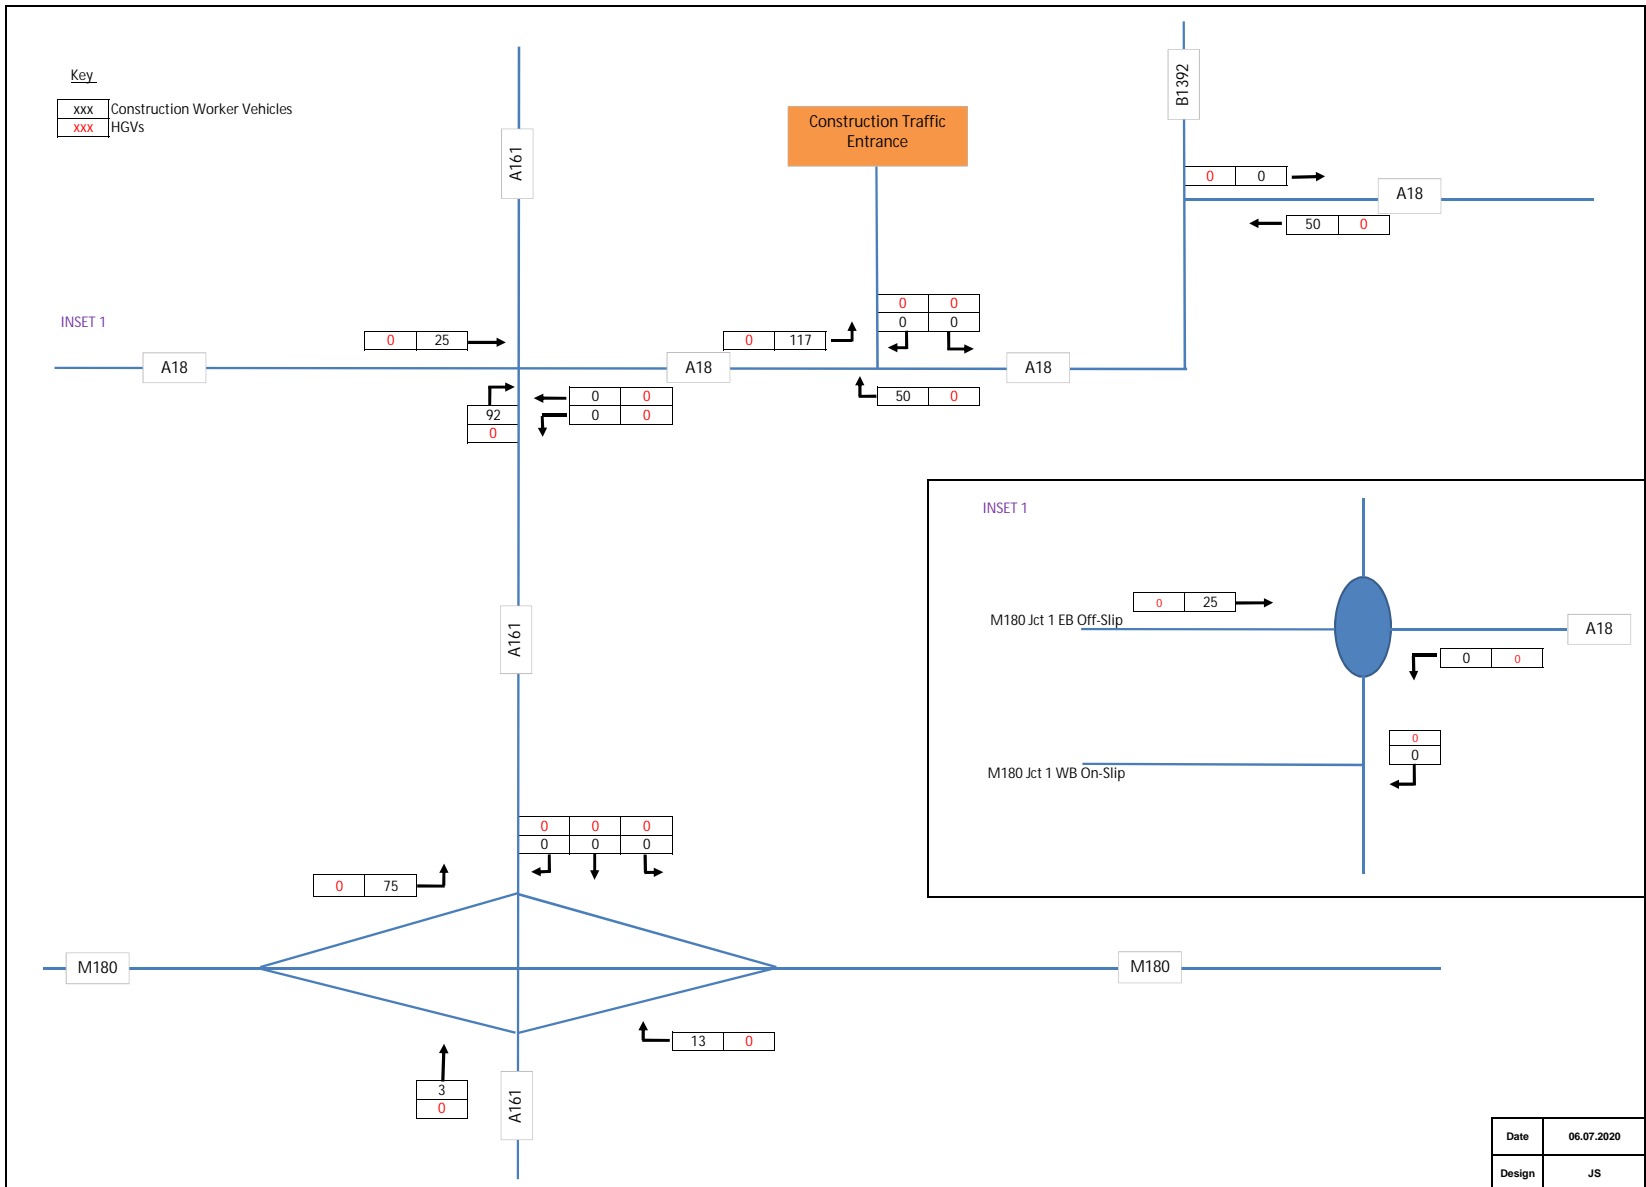 Key
xxx Construction Worker Vehicles
xxx HGVs
A161
Construction Traffic
Entrance
B1392
0 0
A18
50 0
INSET 1
0 25
0 117
0 0
0 0
A18
A18
A18
92
0
0 0
0 0
50 0
INSET 1
0 25
M180 Jct 1 EB Off-Slip
A18
0 0
0
0
M180 Jct 1 WB On-Slip
A161
0 0 0
0 0 0
0 75
M180
M180
13 0
3
0
A161
Date 06.07.2020
Design JS